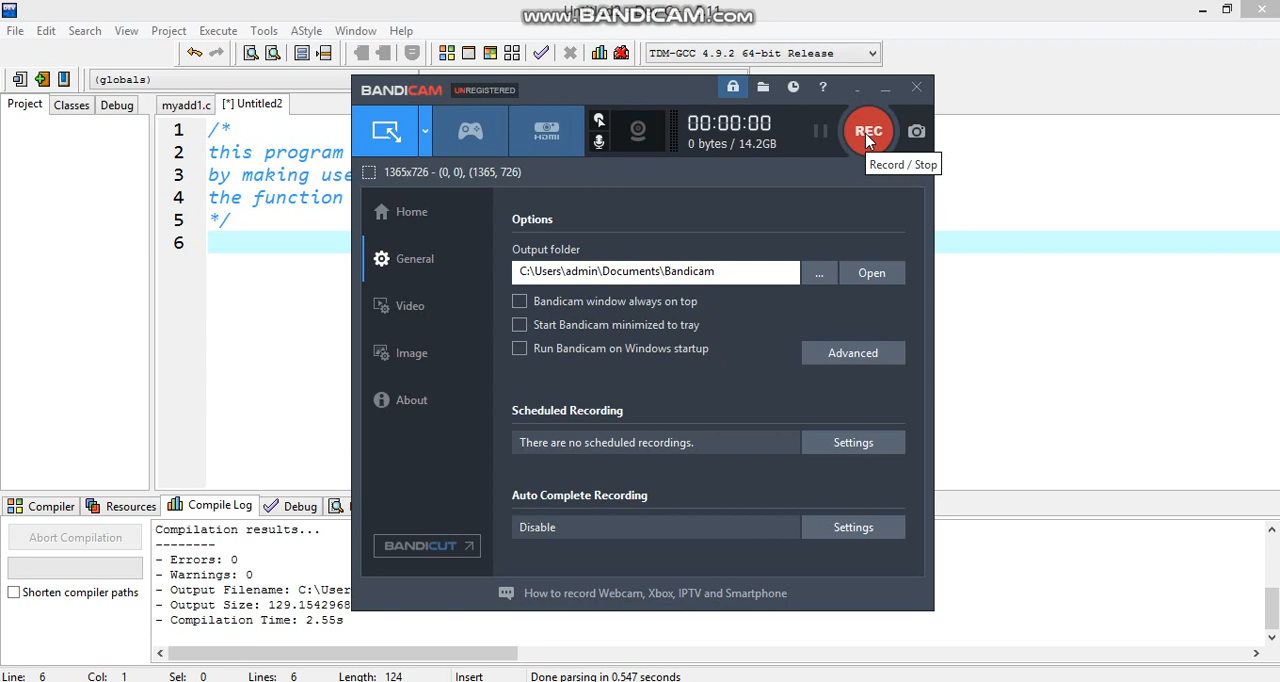 www.BANDICAM.com
File Edit Search View Project Execute Tools AStyle Window Help
TDM-GCC 4.9.2 64-bit Release
(globals)
Project Classes Debug
myadd1.c [*] Untitled2
1 /*
2 this program
3 by making use
4 the function
5 */
6
BANDICAM UNREGISTERED
?
HDMI
00:00:00
0 bytes / 14.2GB
REC
Record / Stop
1365x726 - (0, 0), (1365, 726)
Home
General
Video
Image
About
BANDICUT
Options
Output folder
C:\Users\admin\Documents\Bandicam
... Open
Bandicam window always on top
Start Bandicam minimized to tray
Run Bandicam on Windows startup
Advanced
Scheduled Recording
There are no scheduled recordings. Settings
Auto Complete Recording
Disable Settings
How to record Webcam, Xbox, IPTV and Smartphone
Compiler Resources Compile Log Debug
Abort Compilation
Shorten compiler paths
Compilation results...
--------
- Errors: 0
- Warnings: 0
- Output Filename: C:\User
- Output Size: 129.1542968
- Compilation Time: 2.55s
Line: 6 Col: 1 Sel: 0 Lines: 6 Length: 124 Insert Done parsing in 0.547 seconds